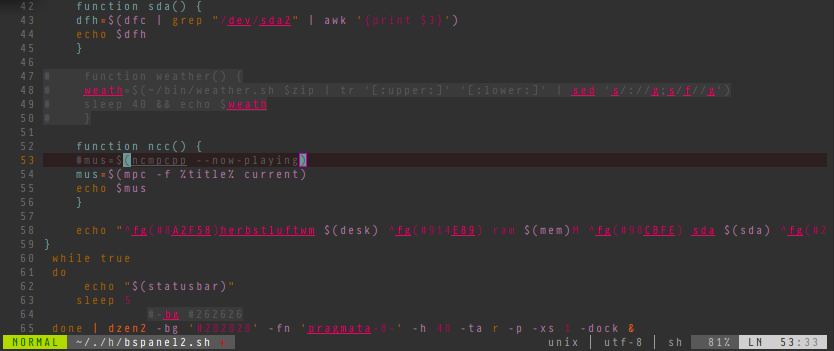 42 function sda() {
43 dfh=$(dfc | grep "/dev/sda2" | awk '{print $3}')
44 echo $dfh
45 }
46
47 # function weather() {
48 # weath=$(~/bin/weather.sh $zip | tr '[:upper:]' '[:lower:]' | sed 's/://g;s/f//g')
49 # sleep 40 && echo $weath
50 # }
51
52 function ncc() {
53 #mus=$(ncmpcpp --now-playing)
54 mus=$(mpc -f %title% current)
55 echo $mus
56 }
57
58 echo "^fg(#8A2F58)herbstluftwm $(desk) ^fg(#914E89) ram $(mem)M ^fg(#98CBFE) sda $(sda) ^fg(#2
59 }
60 while true
61 do
62 echo "$(statusbar)"
63 sleep 5
64 #-bg #262626
65 done | dzen2 -bg '#292929' -fn 'pragmata-8-' -h 40 -ta r -p -xs 1 -dock &
NORMAL ~/./h/bspanel2.sh unix utf-8 sh 81% LN 53:33